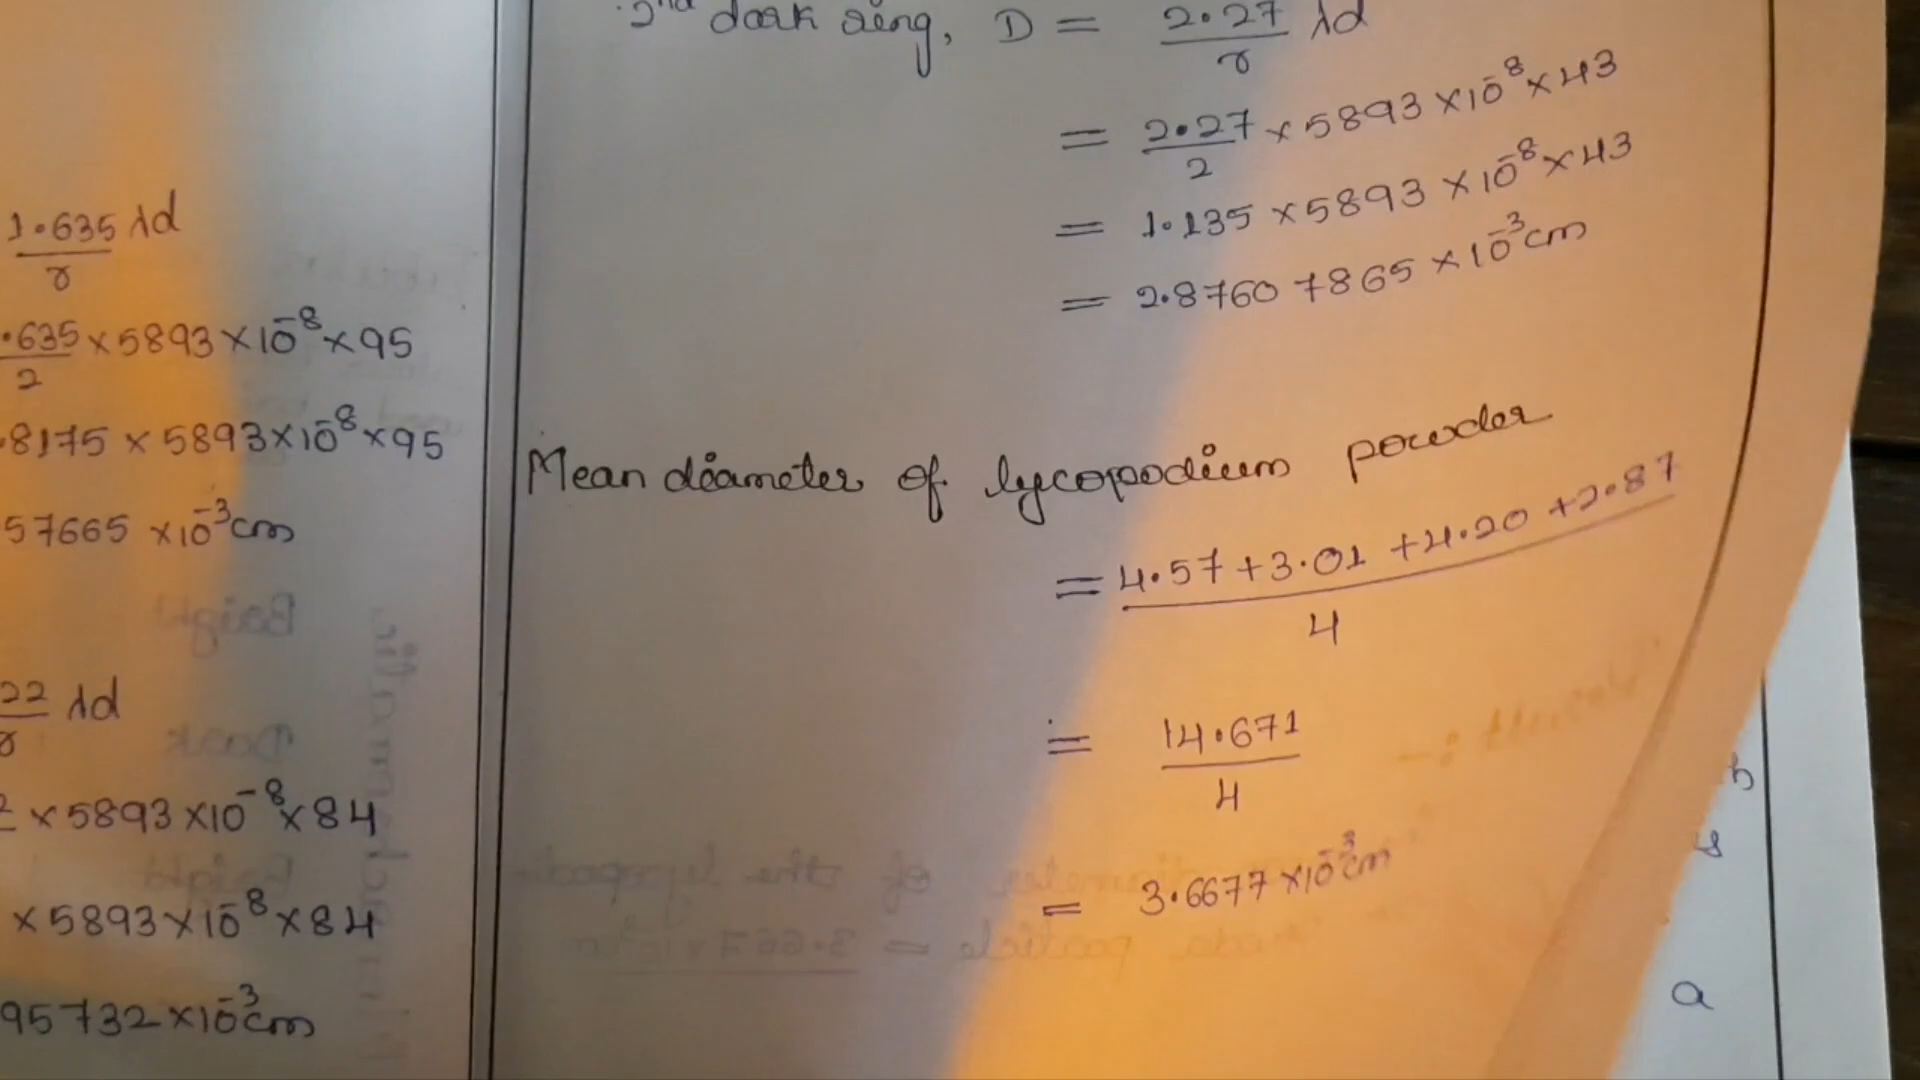 1.635 λd
r
.635 × 5893 × 10⁻⁸ × 95
2
.8175 × 5893 × 10⁻⁸ × 95
57665 × 10⁻³ cm
22 λd
r
2 × 5893 × 10⁻⁸ × 84
× 5893 × 10⁻⁸ × 84
95732 × 10⁻³ cm
2nd dark ring, D = 2.27 λd
r
= 2.27 × 5893 × 10⁻⁸ × 43
2
= 1.135 × 5893 × 10⁻⁸ × 43
= 2.87607865 × 10⁻³ cm
Mean diameter of lycopodium powder
= 4.57 + 3.01 + 4.20 + 2.87
4
= 14.671
4
= 3.6677 × 10⁻³ cm
b
s
a